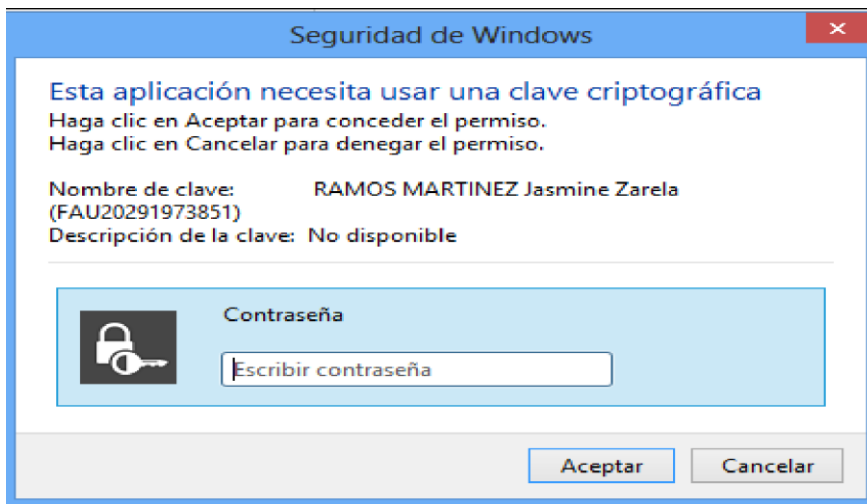 Seguridad de Windows
Esta aplicación necesita usar una clave criptográfica
Haga clic en Aceptar para conceder el permiso.
Haga clic en Cancelar para denegar el permiso.
Nombre de clave: RAMOS MARTINEZ Jasmine Zarela
(FAU20291973851)
Descripción de la clave: No disponible
Contraseña
Escribir contraseña
Aceptar Cancelar